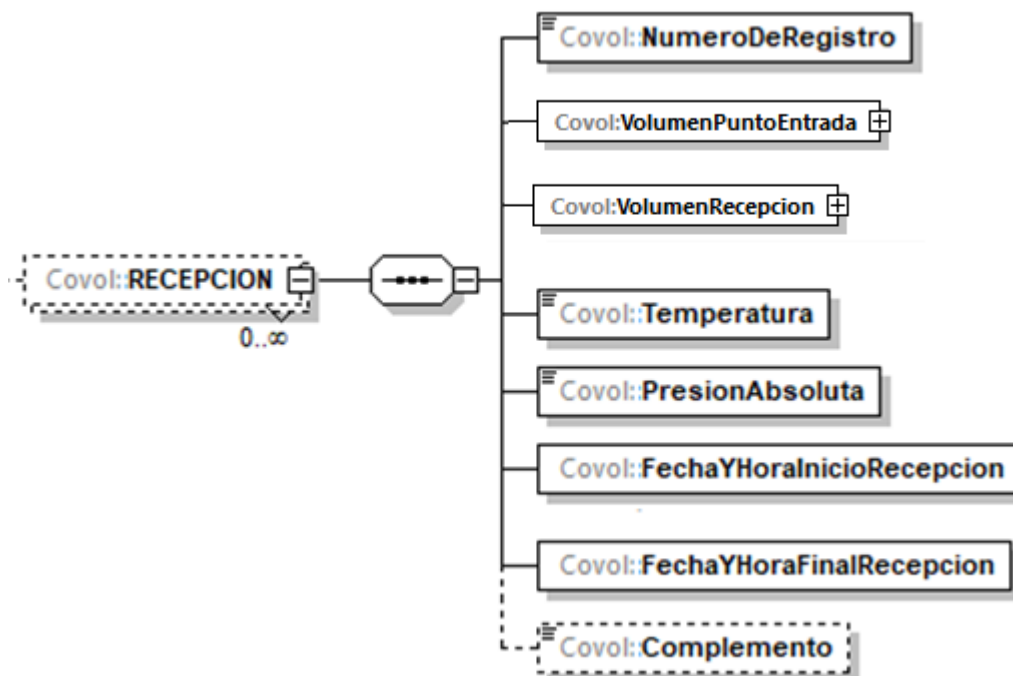 Covol::NumeroDeRegistro
Covol:VolumenPuntoEntrada
Covol:VolumenRecepcion
Covol::RECEPCION
0..∞
Covol::Temperatura
Covol::PresionAbsoluta
Covol::FechaYHoraInicioRecepcion
Covol::FechaYHoraFinalRecepcion
Covol::Complemento